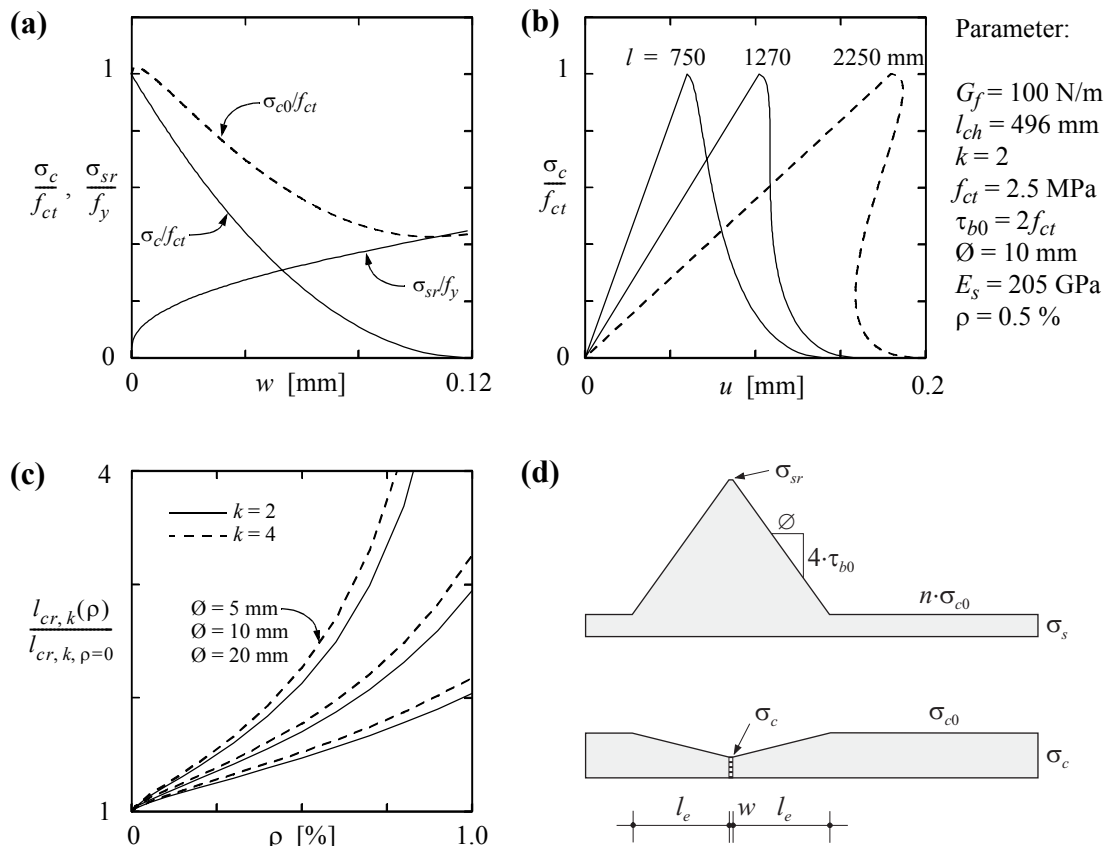 (a)
1
σc0/fct
σc/fct , σsr/fy
σc/fct
σsr/fy
0
0
w [mm]
0.12
(b)
l = 750 1270 2250 mm
1
σc/fct
0
0
u [mm]
0.2
Parameter:
Gf = 100 N/m
lch = 496 mm
k = 2
fct = 2.5 MPa
τb0 = 2fct
Ø = 10 mm
Es = 205 GPa
ρ = 0.5 %
(c)
4
k = 2
k = 4
lcr, k(ρ)
lcr, k, ρ=0
Ø = 5 mm
Ø = 10 mm
Ø = 20 mm
1
0
ρ [%]
1.0
(d)
σsr
∅
4·τb0
n·σc0
σs
σc
σc0
σc
le w le